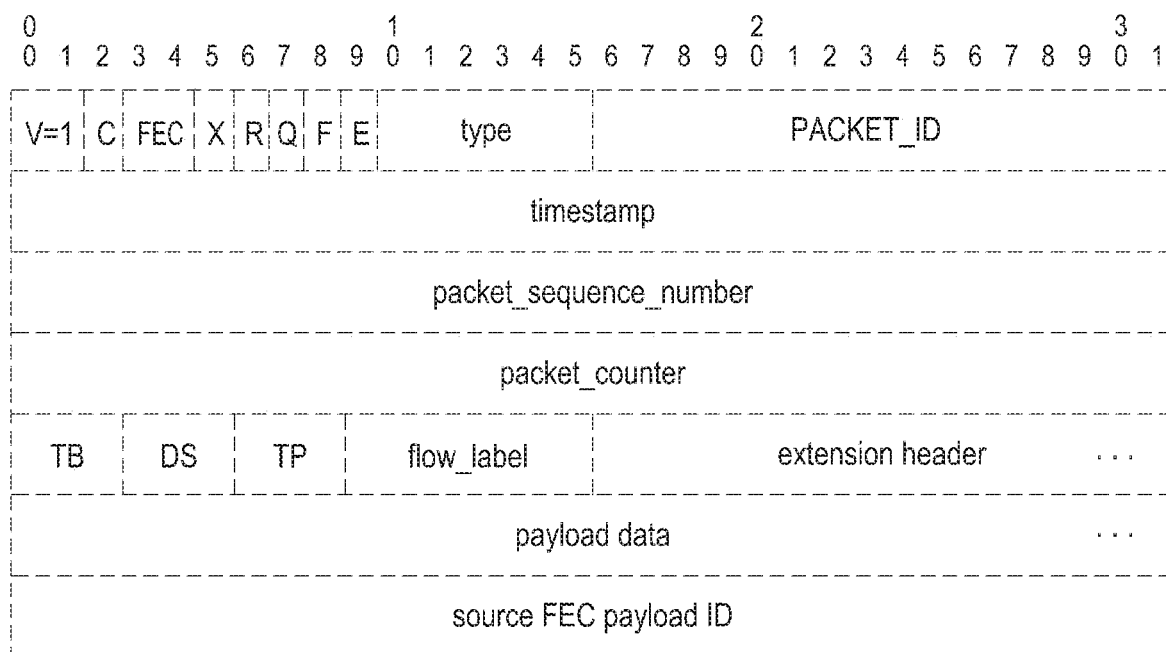 0 1 2 3
0 1 2 3 4 5 6 7 8 9 0 1 2 3 4 5 6 7 8 9 0 1 2 3 4 5 6 7 8 9 0 1
V=1 C FEC X R Q F E type PACKET_ID
timestamp
packet_sequence_number
packet_counter
TB DS TP flow_label extension header . . .
payload data . . .
source FEC payload ID